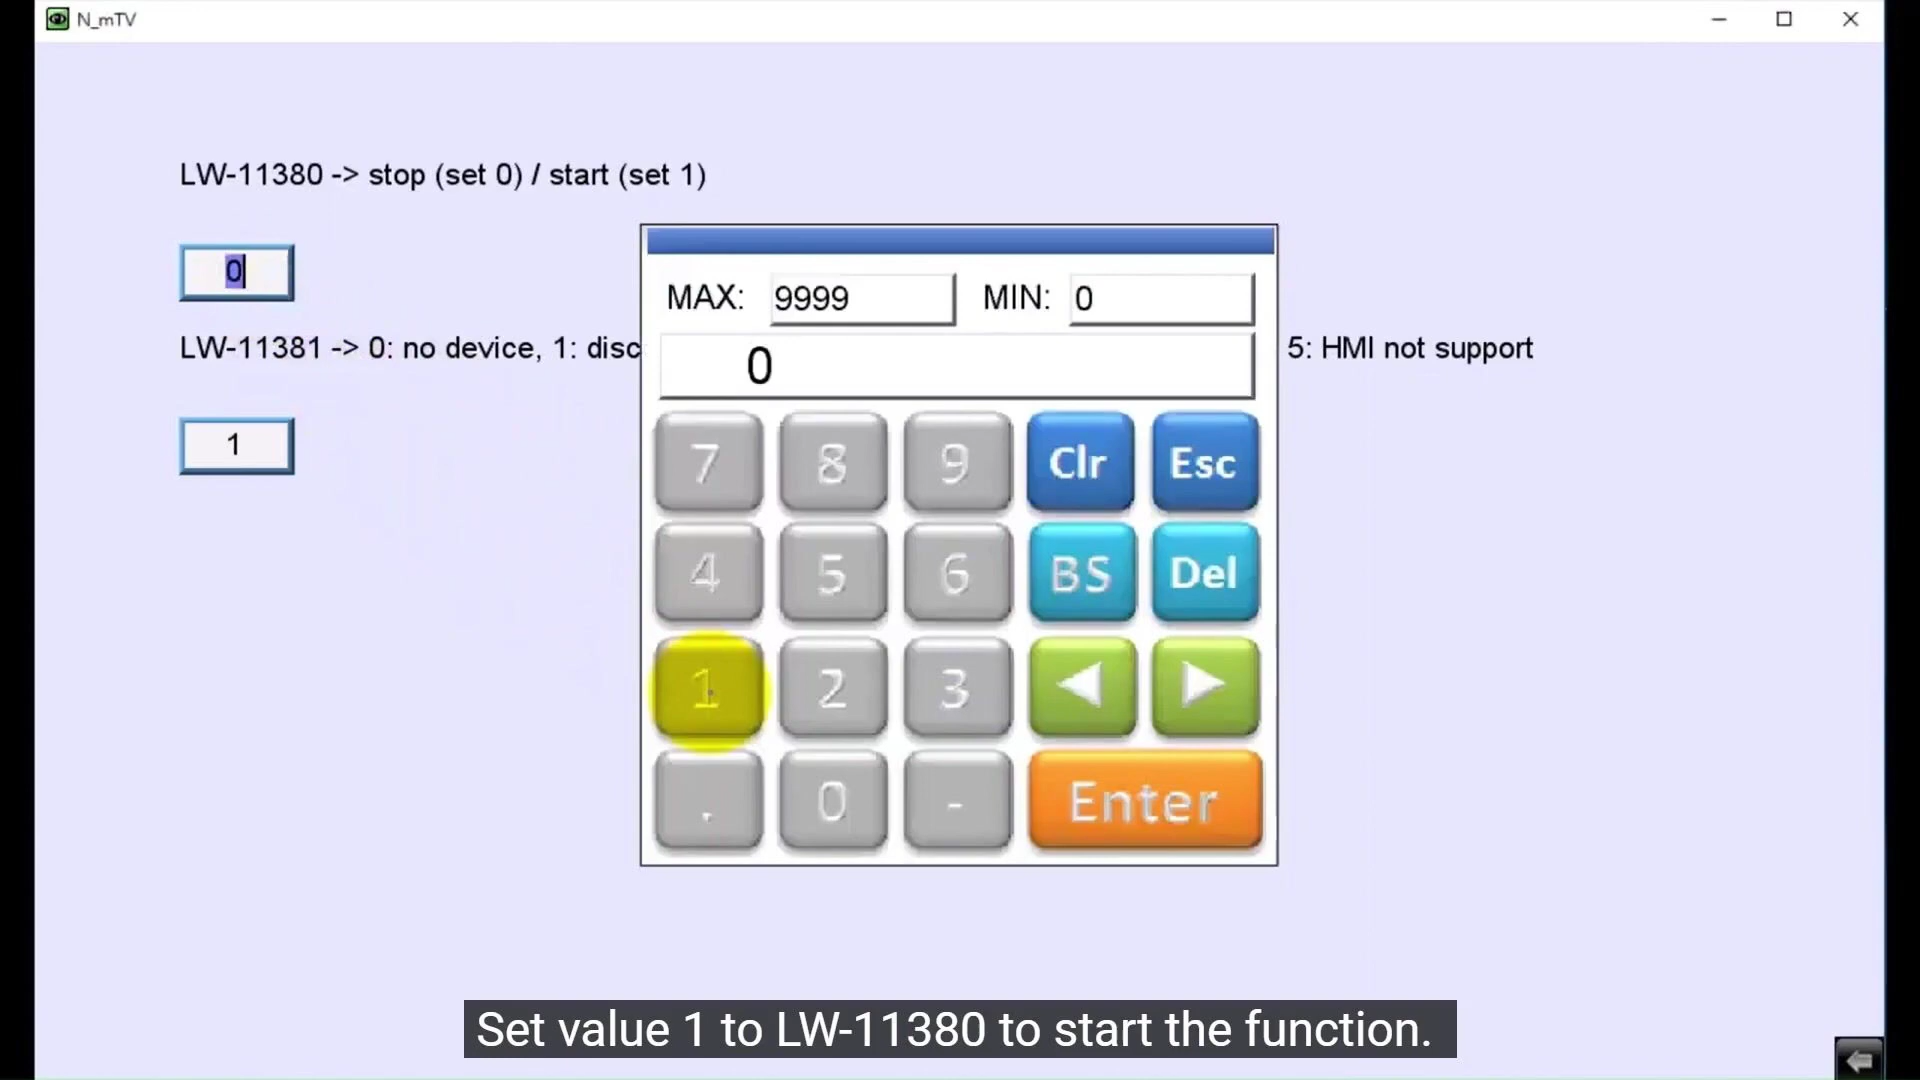 N_mTV
LW-11380 -> stop (set 0) / start (set 1)
0
MAX: 9999 MIN: 0
LW-11381 -> 0: no device, 1: disc
5: HMI not support
0
1
7 8 9 Clr Esc
4 5 6 BS Del
1 2 3
. 0 - Enter
Set value 1 to LW-11380 to start the function.